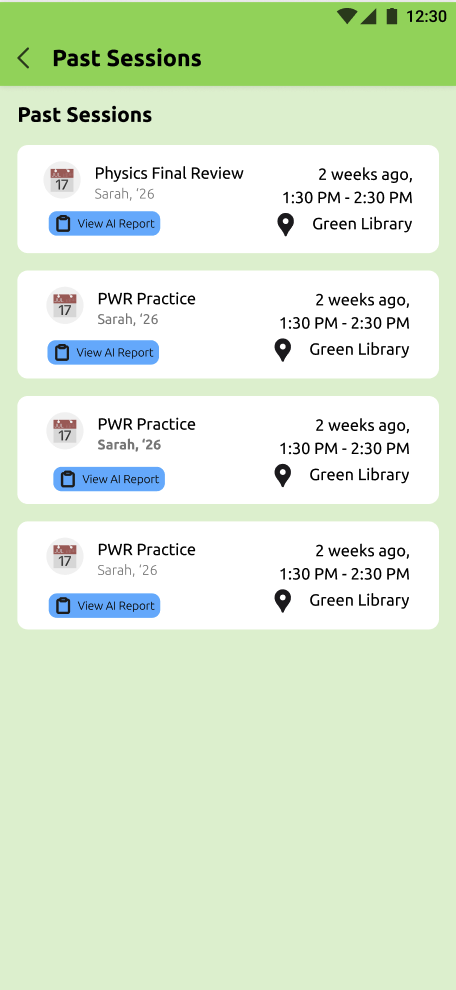 12:30
Past Sessions
Past Sessions
17
Physics Final Review
Sarah, ‘26
View AI Report
2 weeks ago,
1:30 PM - 2:30 PM
Green Library
17
PWR Practice
Sarah, ‘26
View AI Report
2 weeks ago,
1:30 PM - 2:30 PM
Green Library
17
PWR Practice
Sarah, ‘26
View AI Report
2 weeks ago,
1:30 PM - 2:30 PM
Green Library
17
PWR Practice
Sarah, ‘26
View AI Report
2 weeks ago,
1:30 PM - 2:30 PM
Green Library